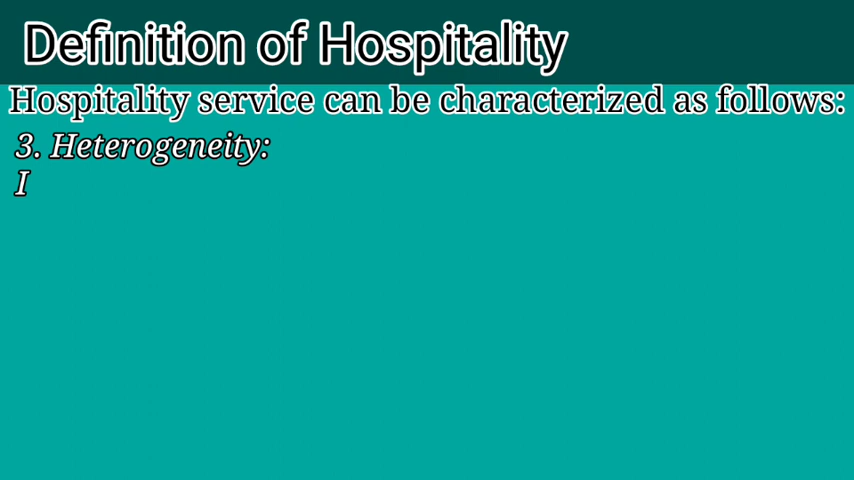 Definition of Hospitality
Hospitality service can be characterized as follows:
3. Heterogeneity:
I